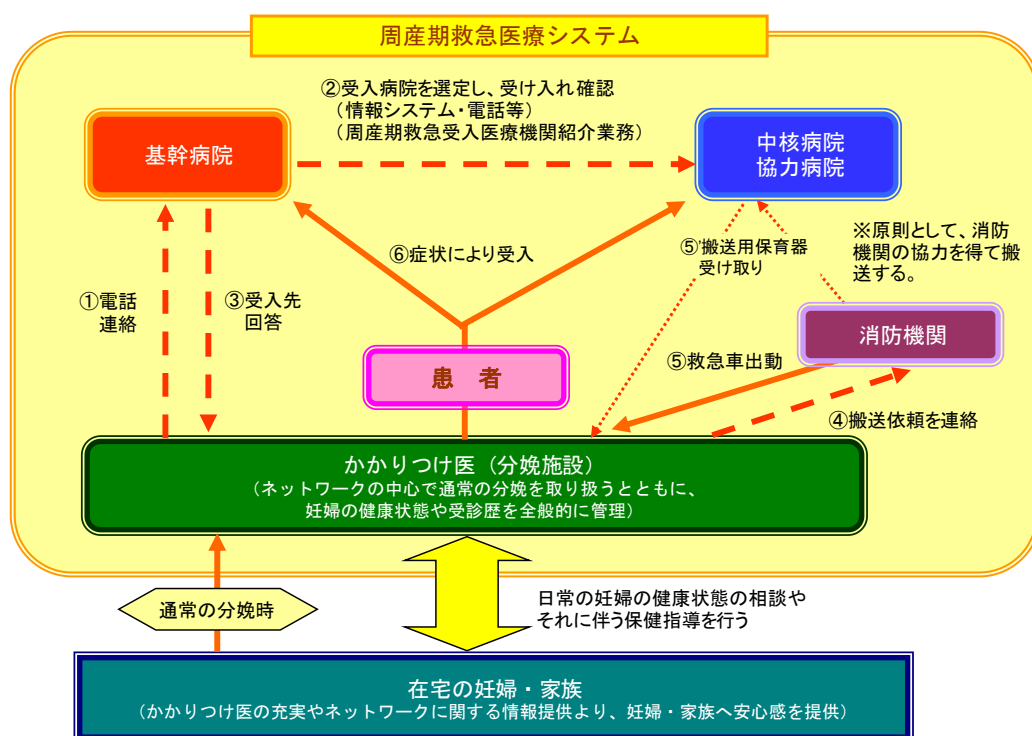 周産期救急医療システム
②受入病院を選定し、受け入れ確認
（情報システム・電話等）
（周産期救急受入医療機関紹介業務）
基幹病院
中核病院
協力病院
①電話
連絡
③受入先
回答
⑥症状により受入
⑤’搬送用保育器
受け取り
※原則として、消防
機関の協力を得て搬
送する。
消防機関
患　者
⑤救急車出動
④搬送依頼を連絡
かかりつけ医（分娩施設）
（ネットワークの中心で通常の分娩を取り扱うとともに、
妊婦の健康状態や受診歴を全般的に管理）
通常の分娩時
日常の妊婦の健康状態の相談や
それに伴う保健指導を行う
在宅の妊婦・家族
（かかりつけ医の充実やネットワークに関する情報提供より、妊婦・家族へ安心感を提供）